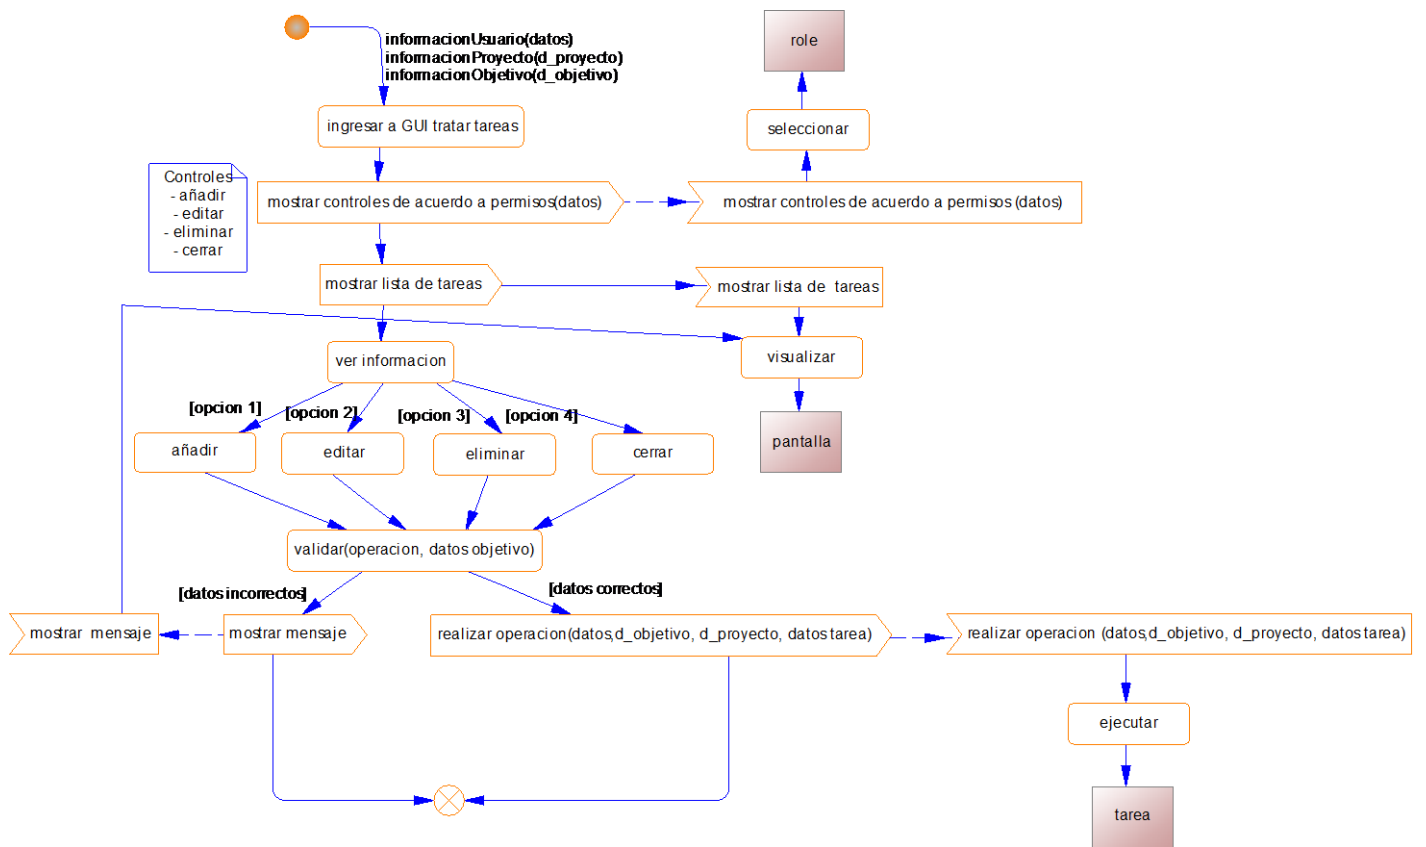 informacionUsuario(datos)
informacionProyecto(d_proyecto)
informacionObjetivo(d_objetivo)
role
ingresar a GUI tratar tareas
seleccionar
Controles
- añadir
- editar
- eliminar
- cerrar
mostrar controles de acuerdo a permisos(datos)
mostrar controles de acuerdo a permisos (datos)
mostrar lista de tareas
mostrar lista de tareas
ver informacion
visualizar
[opcion 1]
[opcion 2]
[opcion 3]
[opcion 4]
añadir
editar
eliminar
cerrar
pantalla
validar(operacion, datos objetivo)
[datos incorrectos]
[datos correctos]
mostrar mensaje
mostrar mensaje
realizar operacion(datos,d_objetivo, d_proyecto, datos tarea)
realizar operacion (datos,d_objetivo, d_proyecto, datos tarea)
ejecutar
tarea